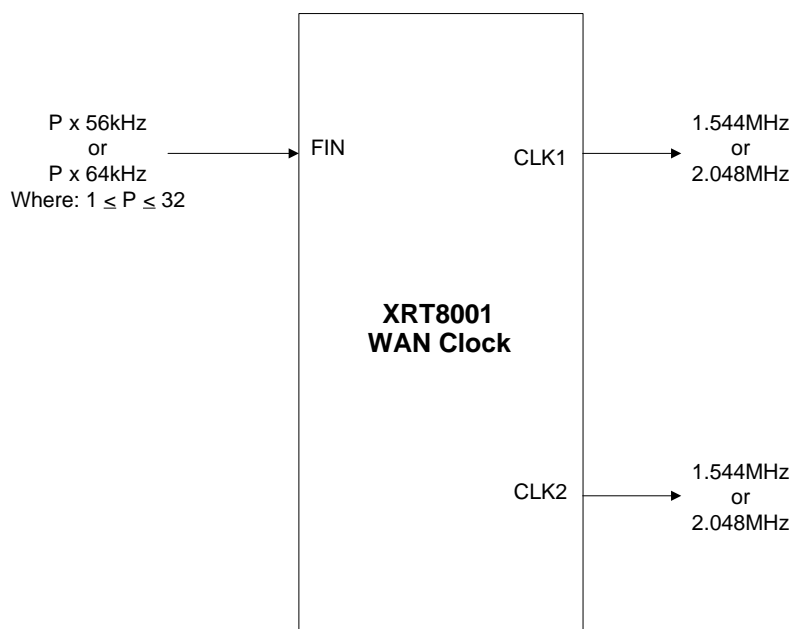 P x 56kHz
or
P x 64kHz
Where: 1 ≤ P ≤ 32
FIN
CLK1
1.544MHz
or
2.048MHz
XRT8001
WAN Clock
CLK2
1.544MHz
or
2.048MHz